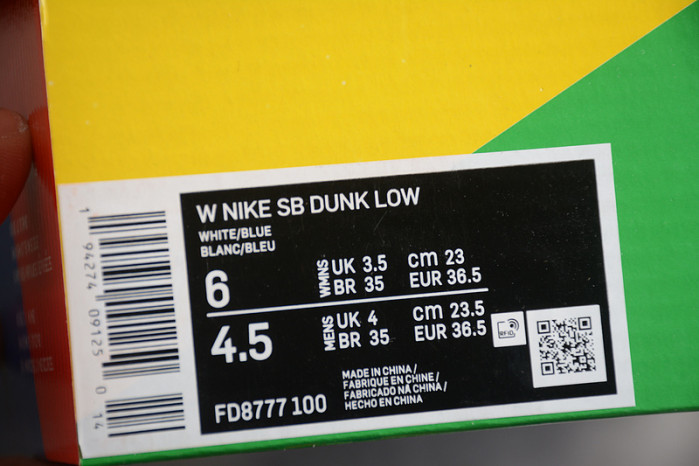 W NIKE SB DUNK LOW
WHITE/BLUE
BLANC/BLEU
6 WMNS UK 3.5 cm 23
BR 35 EUR 36.5
4.5 MENS UK 4 cm 23.5
BR 35 EUR 36.5
RFID
FD8777 100
MADE IN CHINA /
FABRIQUE EN CHINE /
FABRICADO NA CHINA /
HECHO EN CHINA
1 94274 09125 0 14